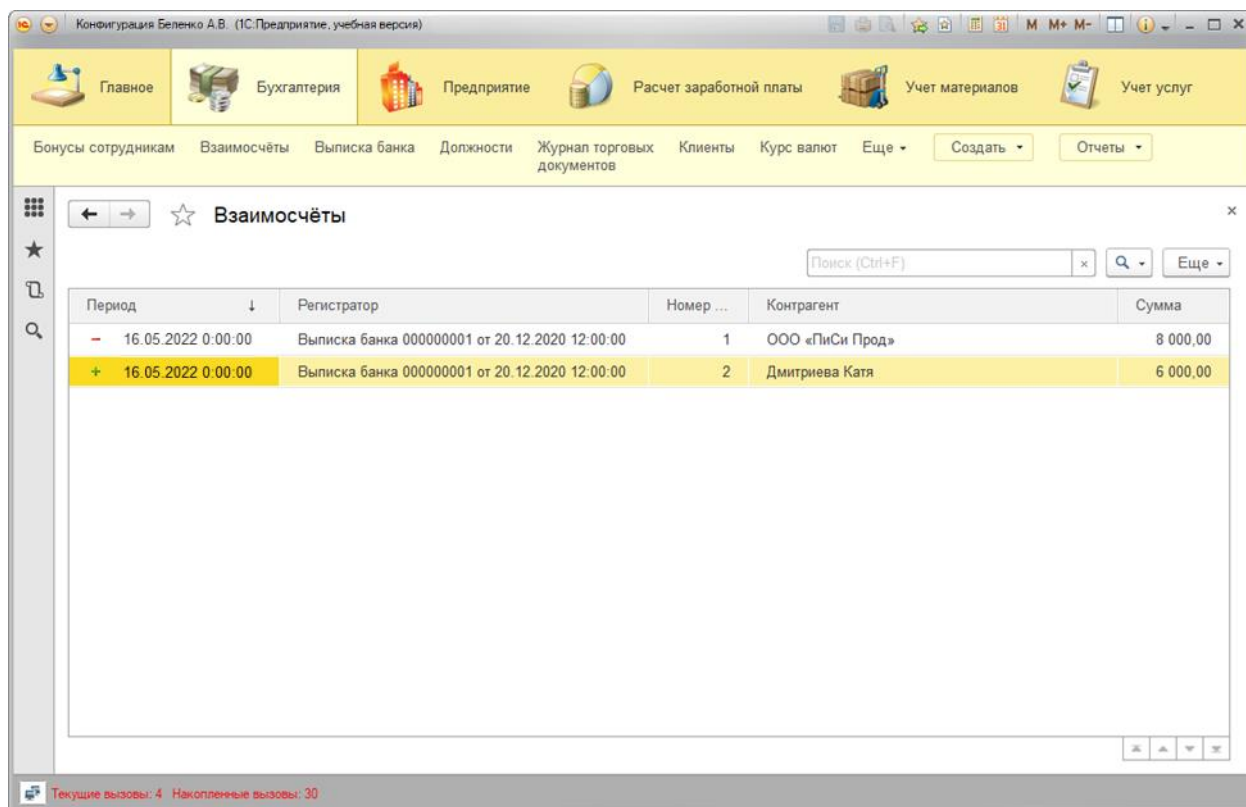 Конфигурация Беленко А.В. (1С:Предприятие, учебная версия)
M M+ M-
Главное Бухгалтерия Предприятие Расчет заработной платы Учет материалов Учет услуг
Бонусы сотрудникам Взаимосчёты Выписка банка Должности Журнал торговых документов Клиенты Курс валют Еще Создать Отчеты
Взаимосчёты
Поиск (Ctrl+F) Еще
Период Регистратор Номер ... Контрагент Сумма
16.05.2022 0:00:00 Выписка банка 000000001 от 20.12.2020 12:00:00 1 ООО «ПиСи Прод» 8 000,00
16.05.2022 0:00:00 Выписка банка 000000001 от 20.12.2020 12:00:00 2 Дмитриева Катя 6 000,00
Текущие вызовы: 4 Накопленные вызовы: 30